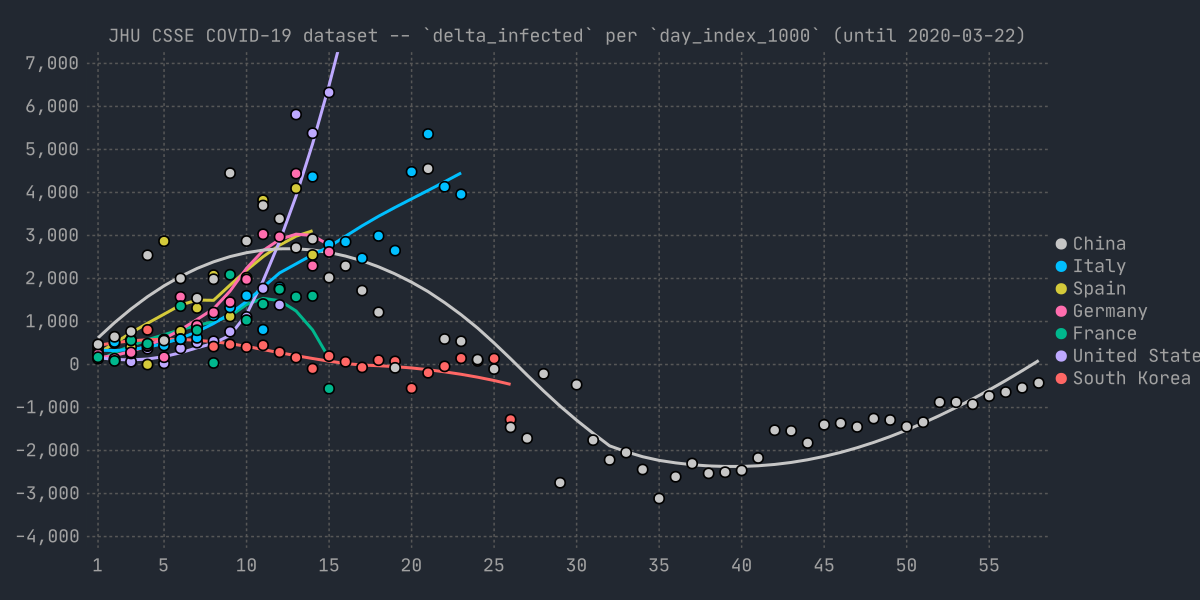 JHU CSSE COVID-19 dataset -- `delta_infected` per `day_index_1000` (until 2020-03-22)
7,000
6,000
5,000
4,000
3,000
2,000
1,000
0
-1,000
-2,000
-3,000
-4,000
1 5 10 15 20 25 30 35 40 45 50 55
China
Italy
Spain
Germany
France
United State
South Korea